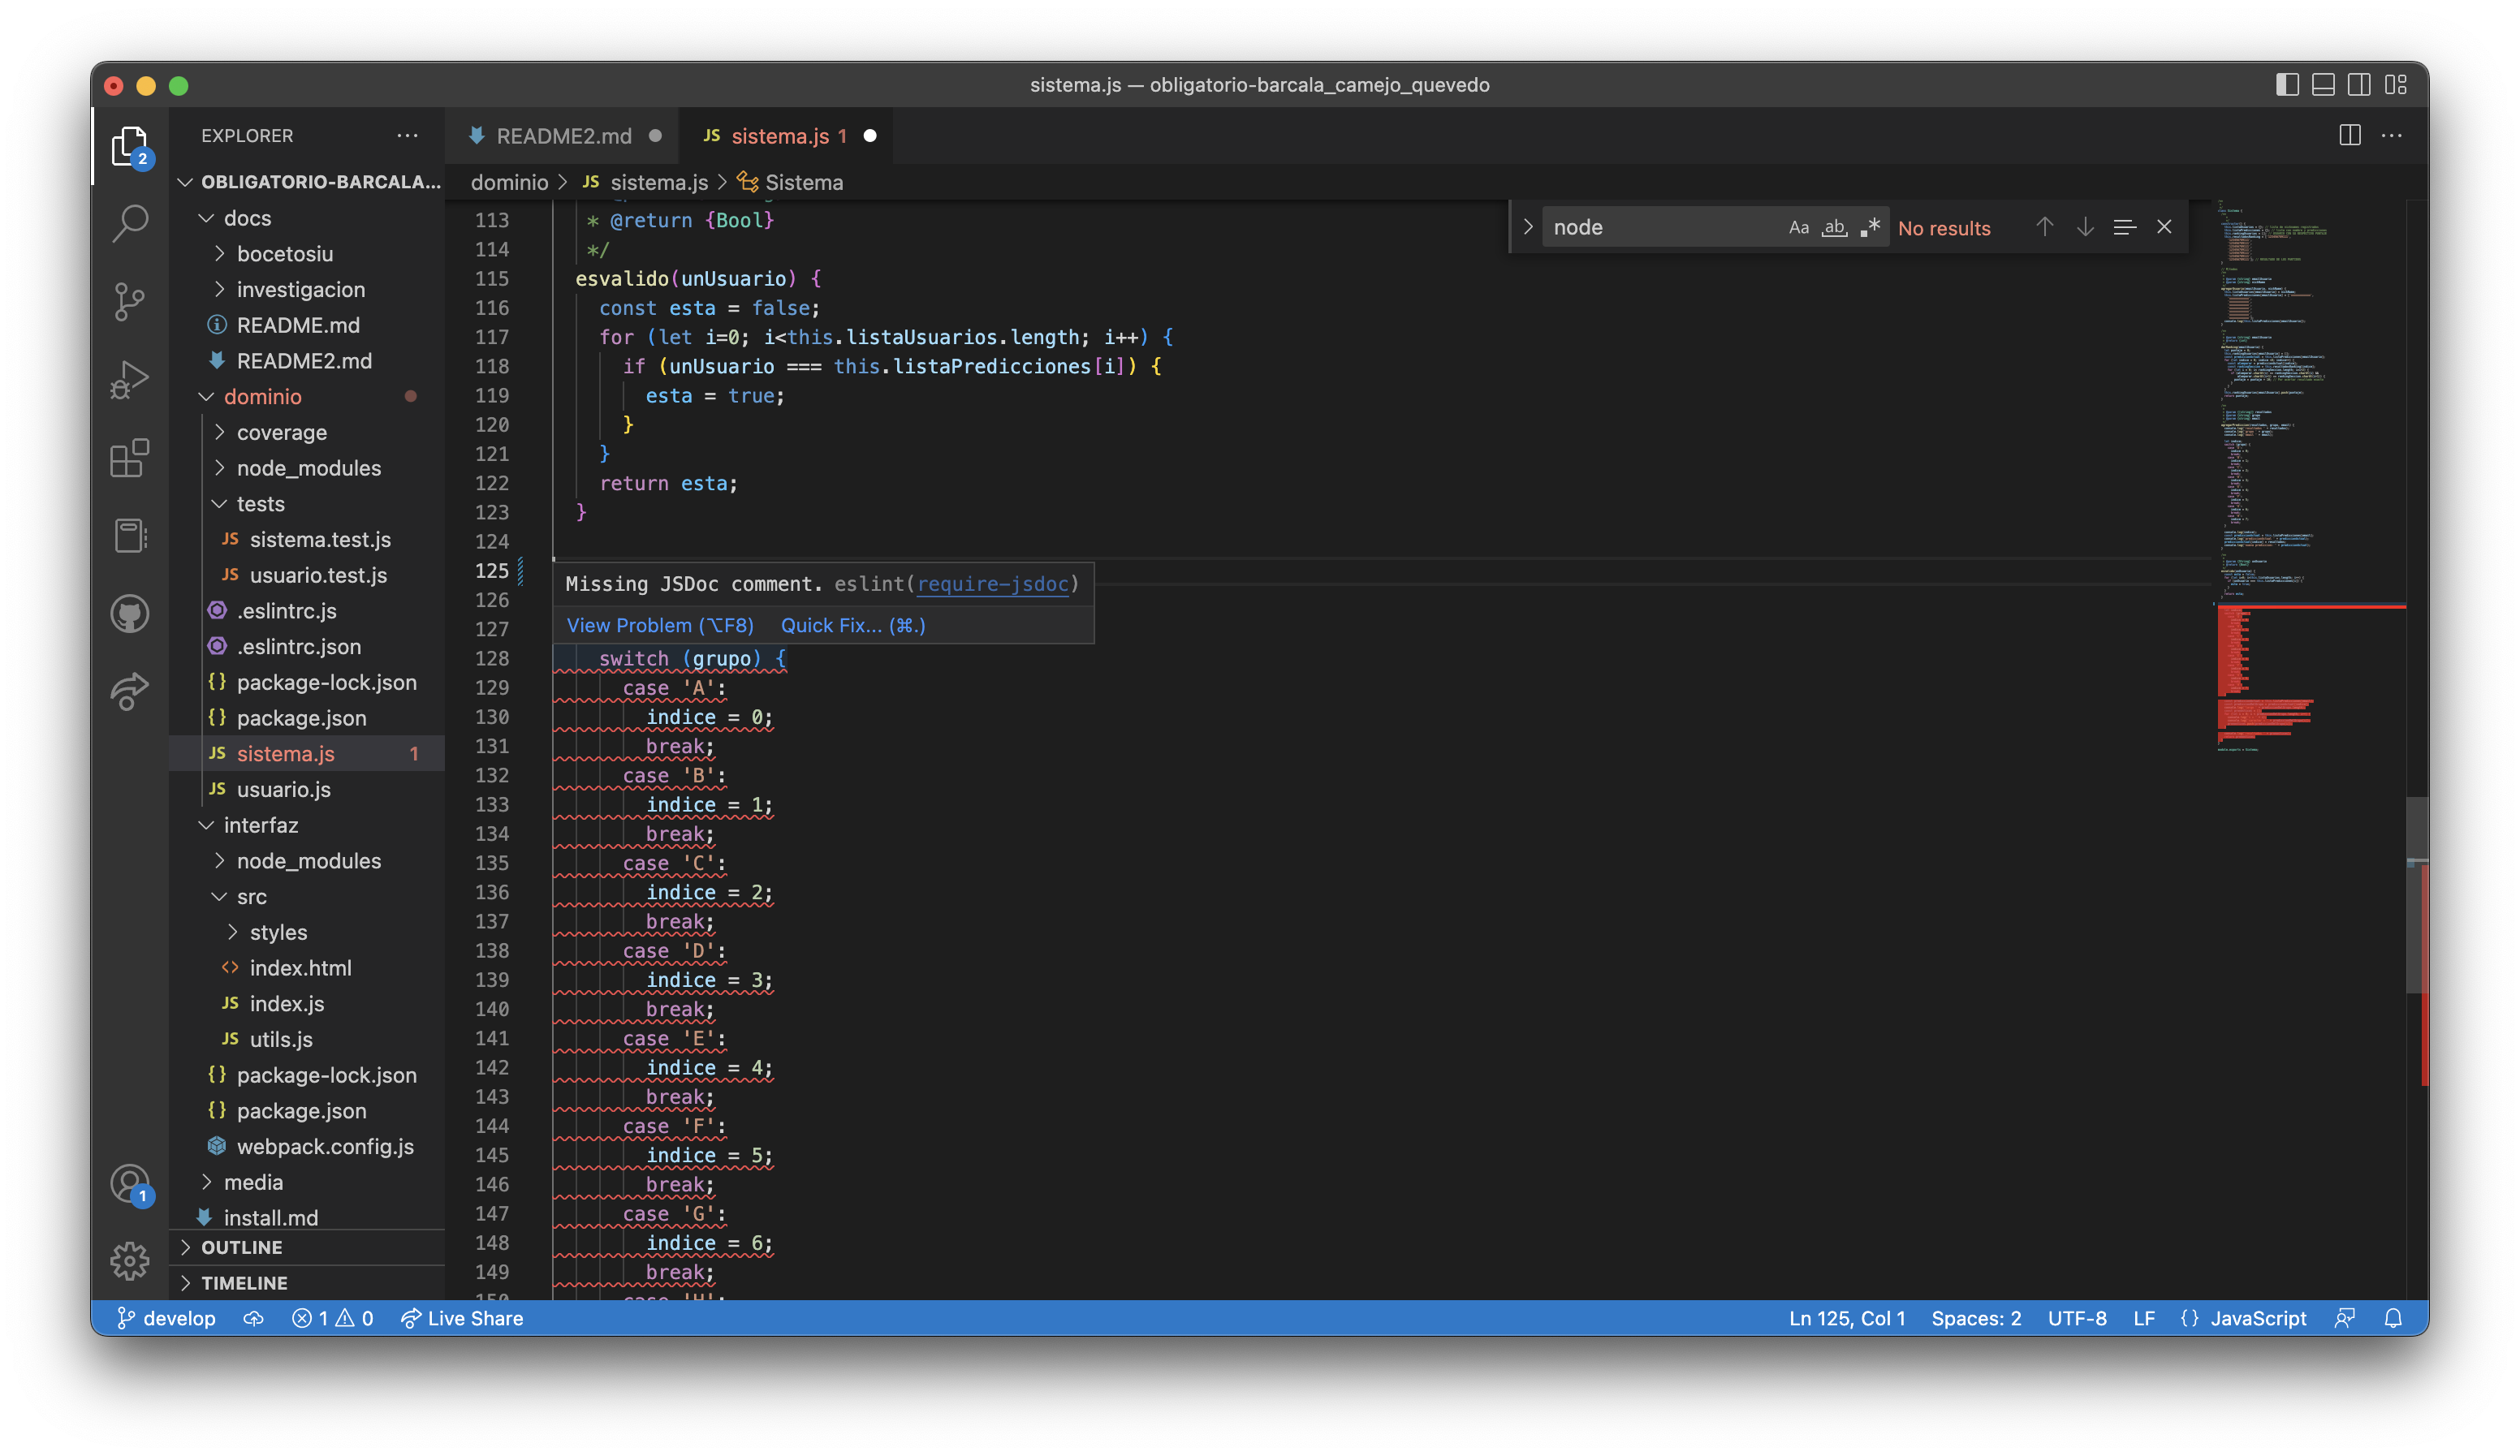 sistema.js — obligatorio-barcala_camejo_quevedo
EXPLORER
README2.md
JS sistema.js 1
2
OBLIGATORIO-BARCALA...
docs
bocetosiu
investigacion
README.md
README2.md
dominio
coverage
node_modules
tests
JS sistema.test.js
JS usuario.test.js
.eslintrc.js
.eslintrc.json
{} package-lock.json
{} package.json
JS sistema.js 1
JS usuario.js
interfaz
node_modules
src
styles
<> index.html
JS index.js
JS utils.js
{} package-lock.json
{} package.json
webpack.config.js
media
install.md
OUTLINE
TIMELINE
1
dominio > JS sistema.js > Sistema
node Aa ab .* No results
113 * @return {Bool}
114 */
115 esvalido(unUsuario) {
116 const esta = false;
117 for (let i=0; i<this.listaUsuarios.length; i++) {
118 if (unUsuario === this.listaPredicciones[i]) {
119 esta = true;
120 }
121 }
122 return esta;
123 }
124
125
Missing JSDoc comment. eslint(require-jsdoc)
126
127
View Problem (⌥F8) Quick Fix... (⌘.)
128 switch (grupo) {
129 case 'A':
130 indice = 0;
131 break;
132 case 'B':
133 indice = 1;
134 break;
135 case 'C':
136 indice = 2;
137 break;
138 case 'D':
139 indice = 3;
140 break;
141 case 'E':
142 indice = 4;
143 break;
144 case 'F':
145 indice = 5;
146 break;
147 case 'G':
148 indice = 6;
149 break;
150 case 'H':
develop 1 0 Live Share
Ln 125, Col 1 Spaces: 2 UTF-8 LF {} JavaScript